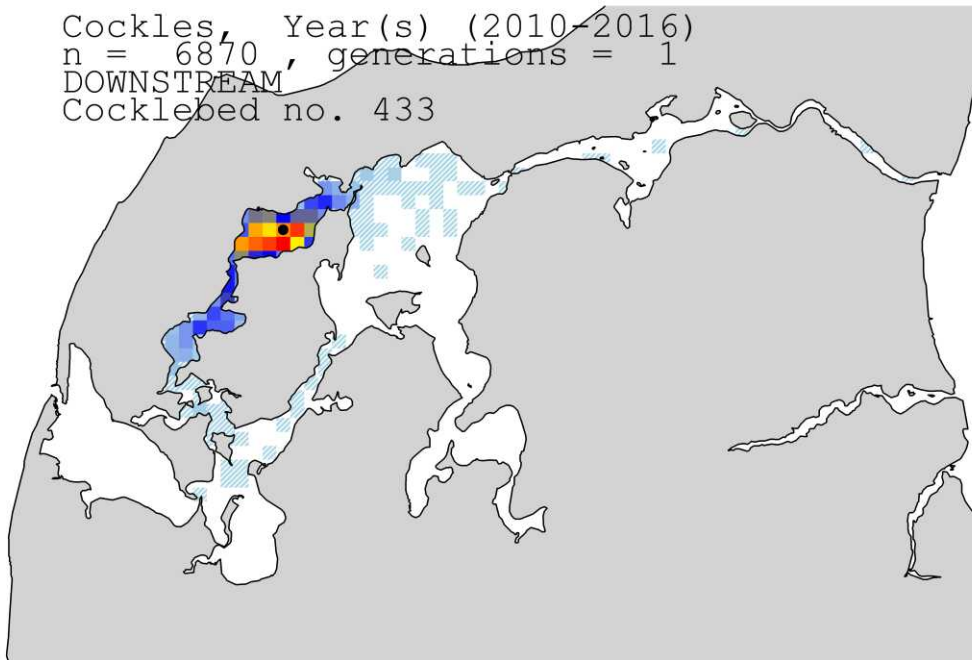 Cockles, Year(s) (2010-2016)
n = 6870 , generations = 1
DOWNSTREAM
Cocklebed no. 433